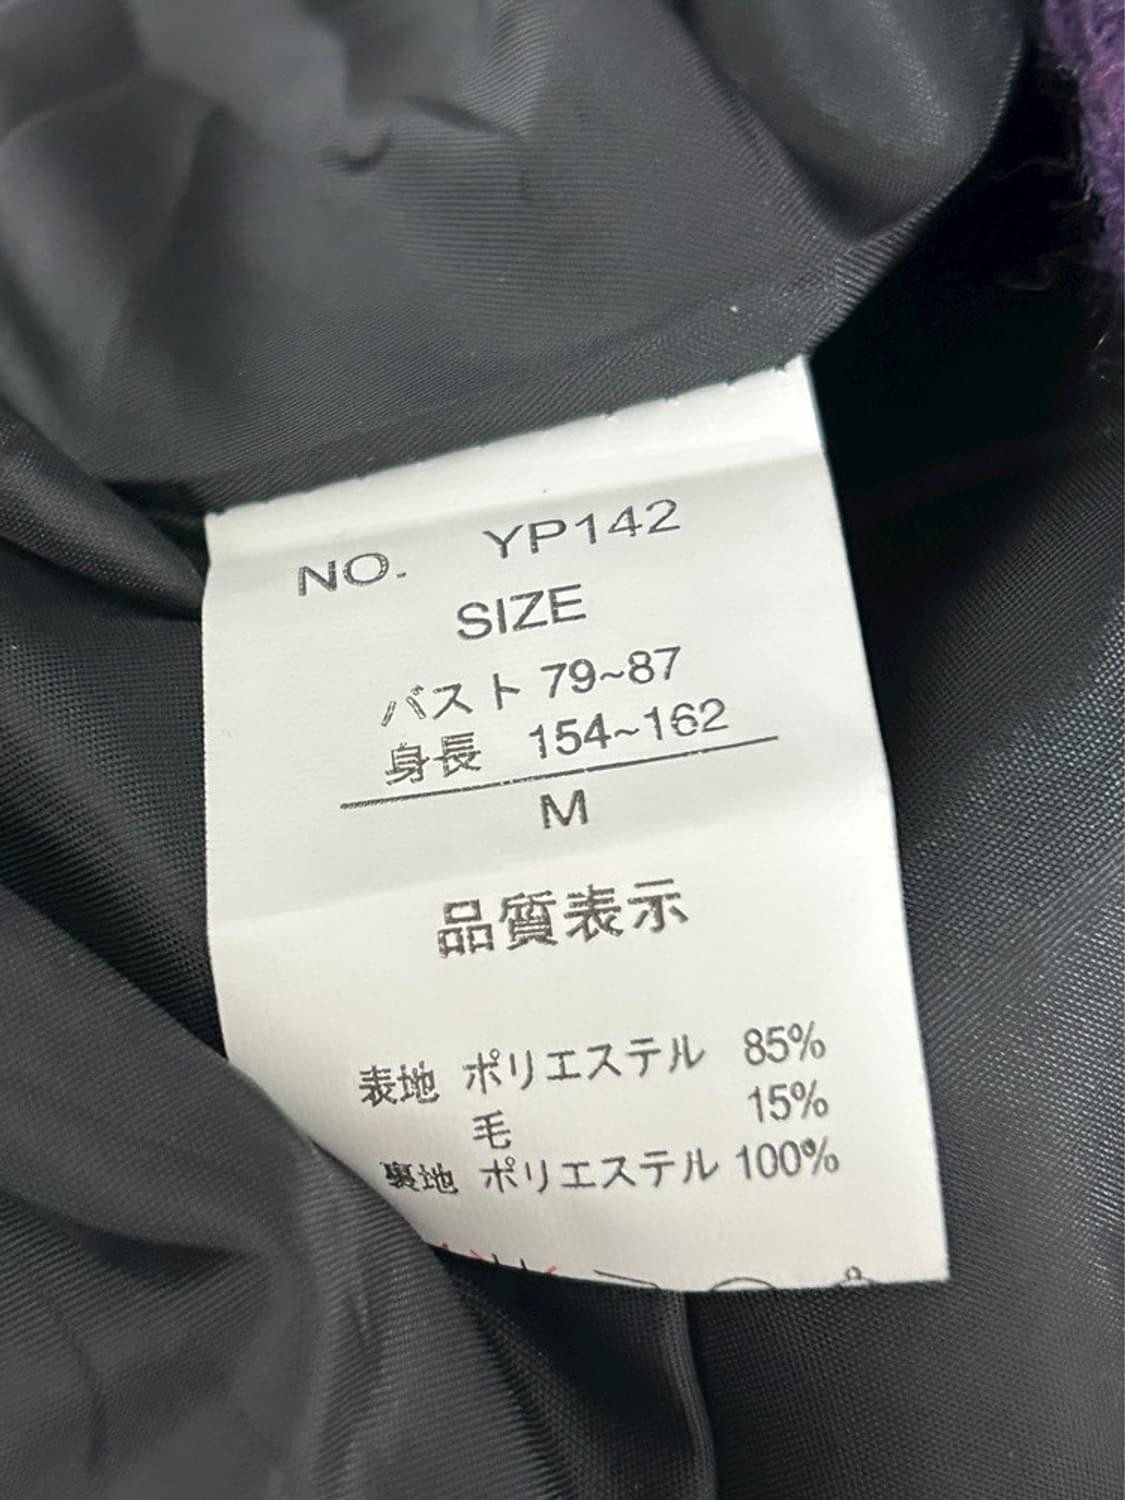 NO. YP142
SIZE
バスト 79~87
身長 154~162
M
品質表示
表地 ポリエステル 85%
毛 15%
裏地 ポリエステル 100%